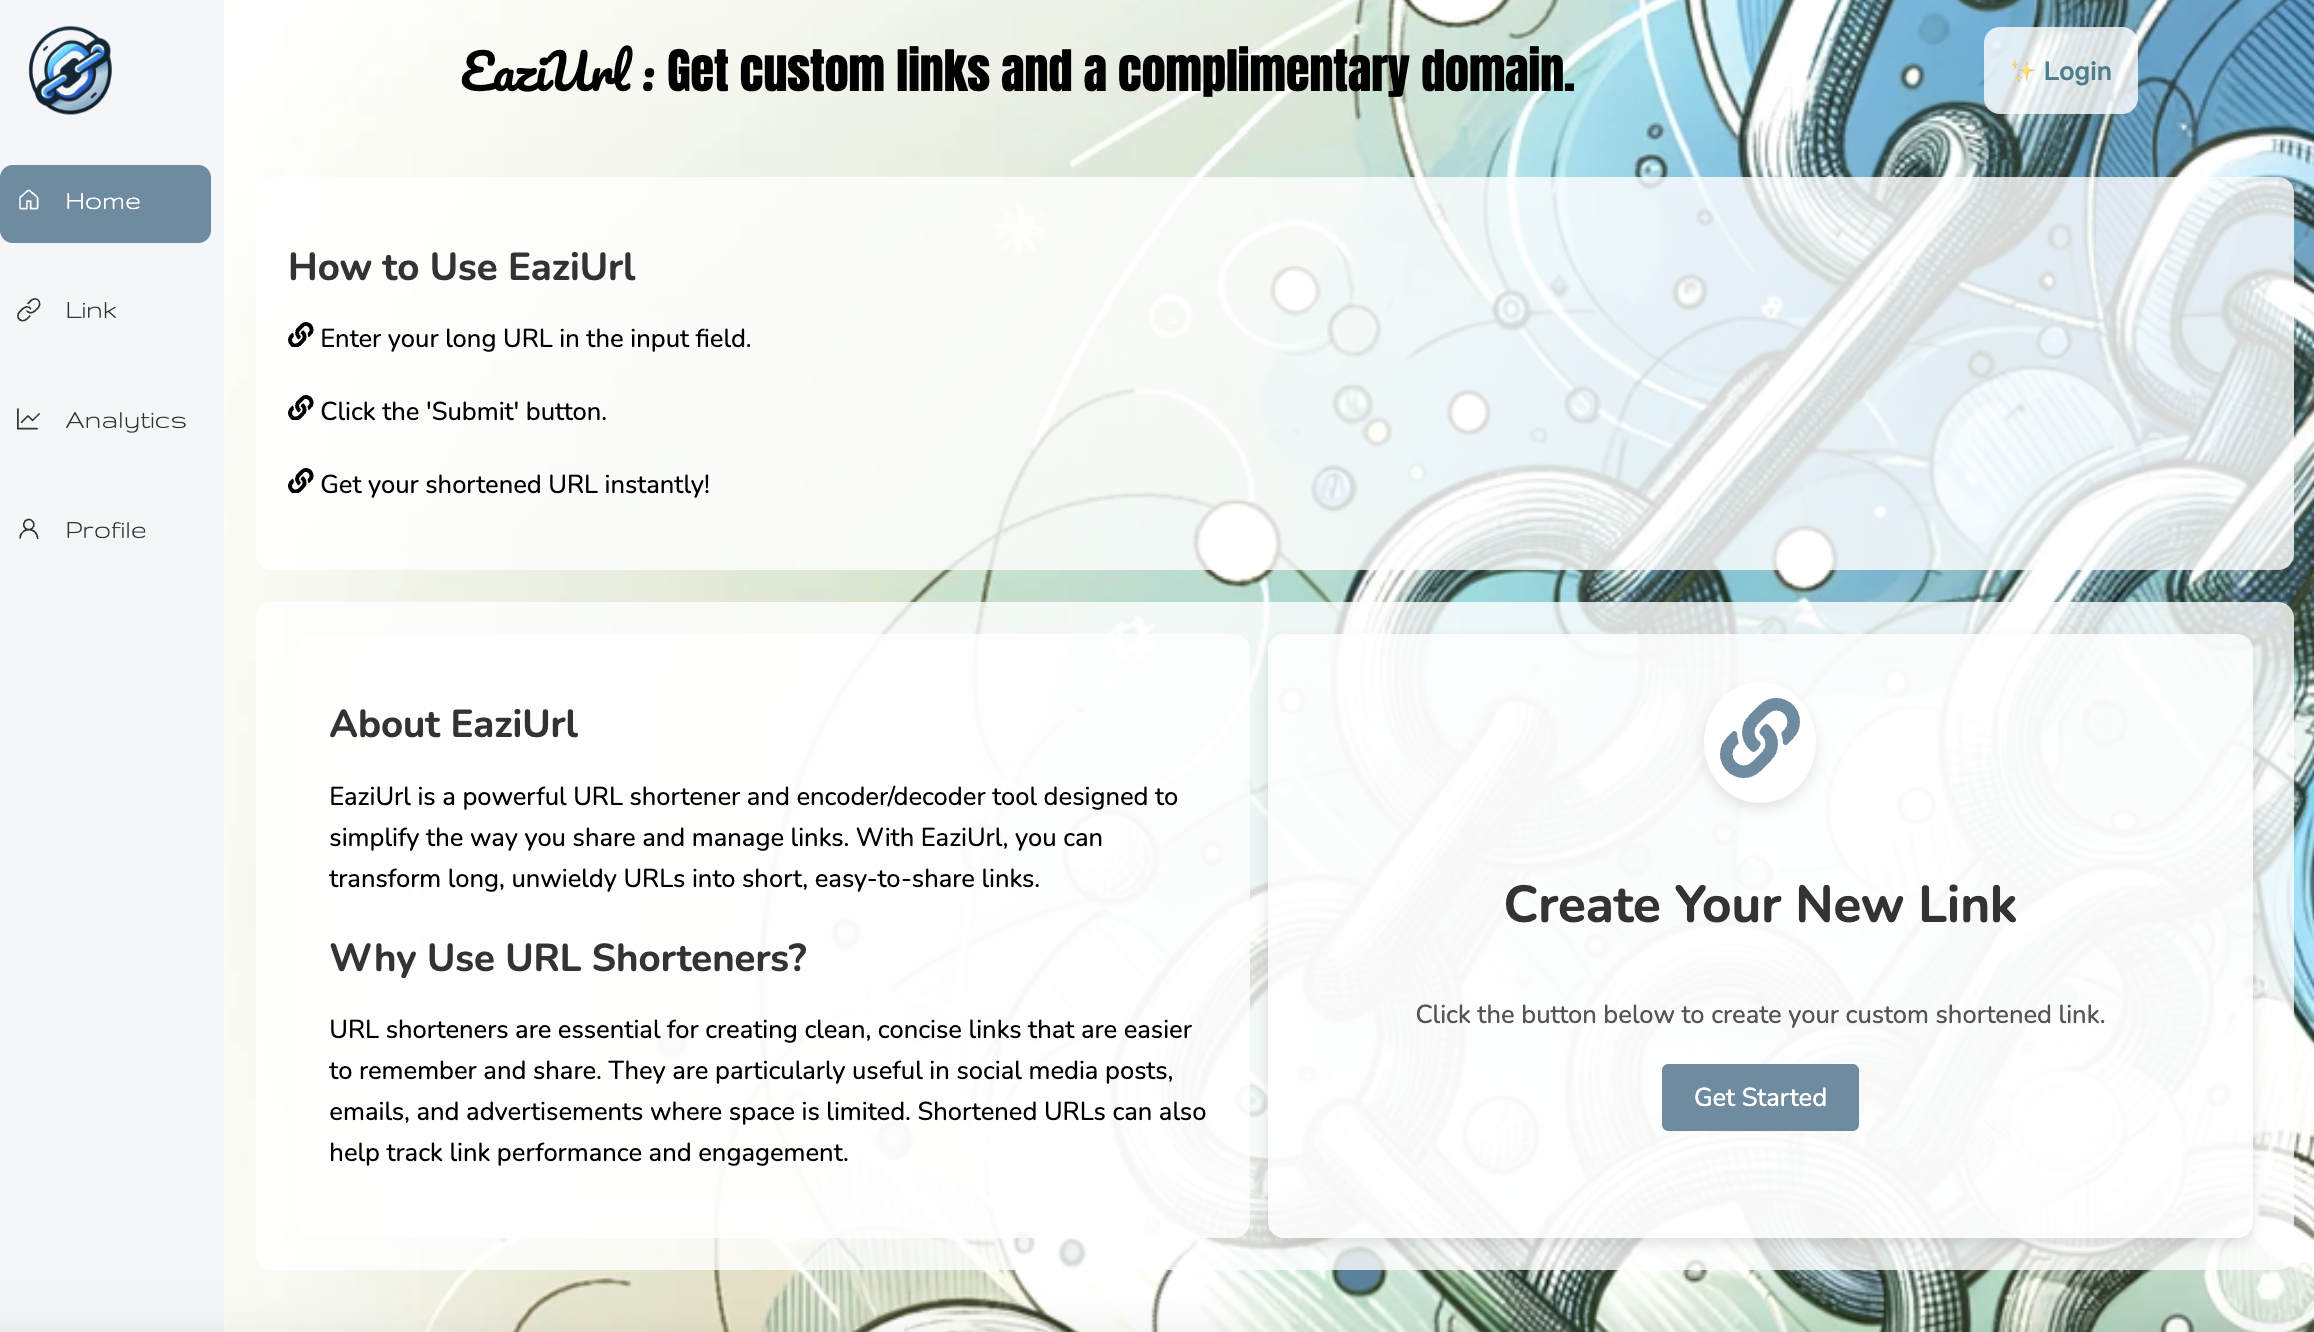 EaziUrl : Get custom links and a complimentary domain.
✨ Login
Home
Link
Analytics
Profile
How to Use EaziUrl
Enter your long URL in the input field.
Click the 'Submit' button.
Get your shortened URL instantly!
About EaziUrl
EaziUrl is a powerful URL shortener and encoder/decoder tool designed to
simplify the way you share and manage links. With EaziUrl, you can
transform long, unwieldy URLs into short, easy-to-share links.
Why Use URL Shorteners?
URL shorteners are essential for creating clean, concise links that are easier
to remember and share. They are particularly useful in social media posts,
emails, and advertisements where space is limited. Shortened URLs can also
help track link performance and engagement.
Create Your New Link
Click the button below to create your custom shortened link.
Get Started